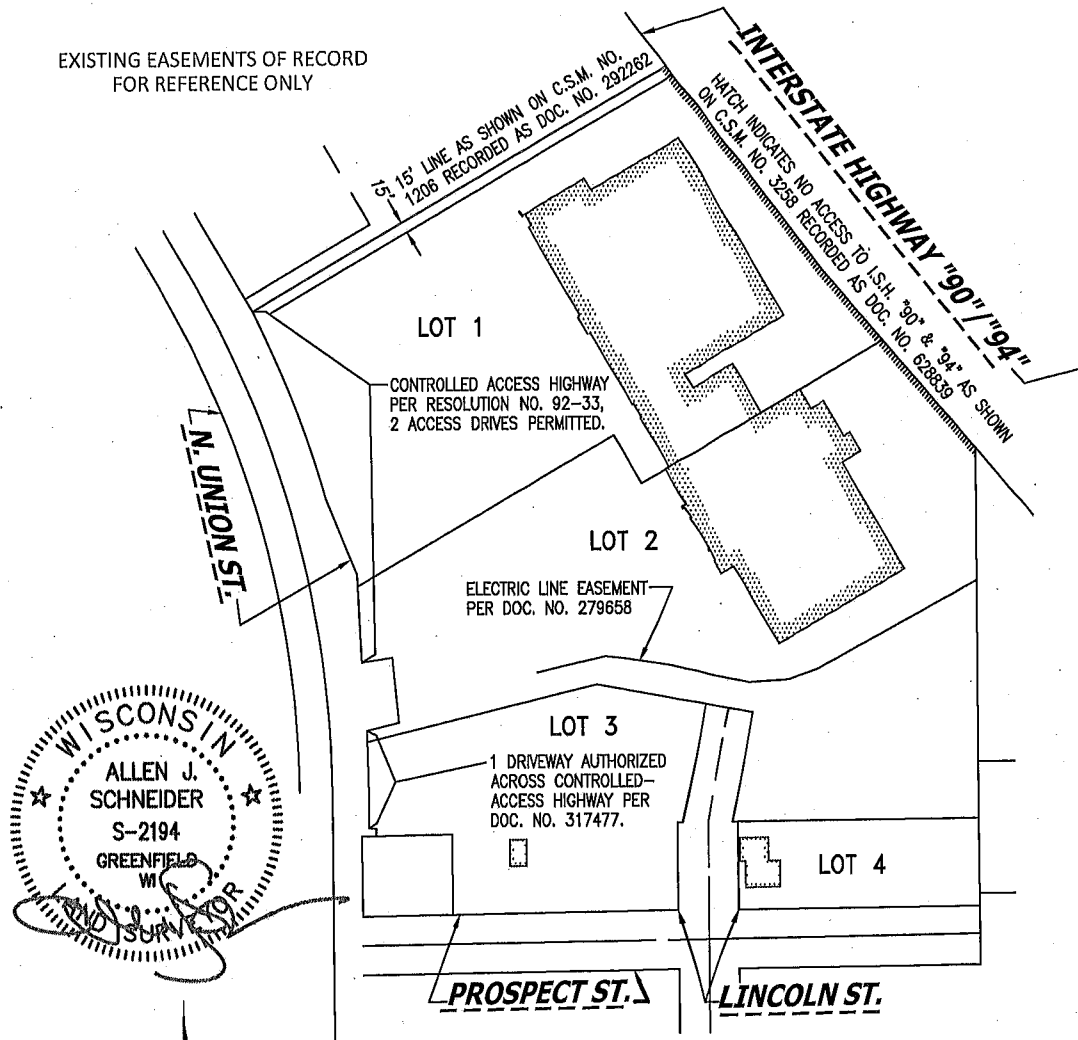 EXISTING EASEMENTS OF RECORD
FOR REFERENCE ONLY
15'
15' LINE AS SHOWN ON C.S.M. NO.
1206 RECORDED AS DOC. NO. 292262
INTERSTATE HIGHWAY "90"/"94"
HATCH INDICATES NO ACCESS TO I.S.H. "90" & "94" AS SHOWN
ON C.S.M. NO. 3258 RECORDED AS DOC. NO. 628839
LOT 1
CONTROLLED ACCESS HIGHWAY
PER RESOLUTION NO. 92-33,
2 ACCESS DRIVES PERMITTED.
N. UNION ST.
LOT 2
ELECTRIC LINE EASEMENT
PER DOC. NO. 279658
LOT 3
1 DRIVEWAY AUTHORIZED
ACROSS CONTROLLED-
ACCESS HIGHWAY PER
DOC. NO. 317477.
LOT 4
WISCONSIN
ALLEN J.
SCHNEIDER
S-2194
GREENFIELD
WI
LAND SURVEYOR
PROSPECT ST.
LINCOLN ST.